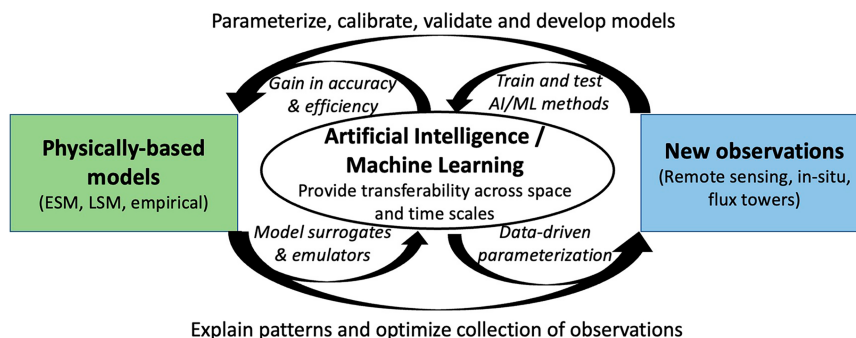 Parameterize, calibrate, validate and develop models
Gain in accuracy
& efficiency
Train and test
AI/ML methods
Physically-based
models
(ESM, LSM, empirical)
Artificial Intelligence /
Machine Learning
Provide transferability across space
and time scales
New observations
(Remote sensing, in-situ,
flux towers)
Model surrogates
& emulators
Data-driven
parameterization
Explain patterns and optimize collection of observations